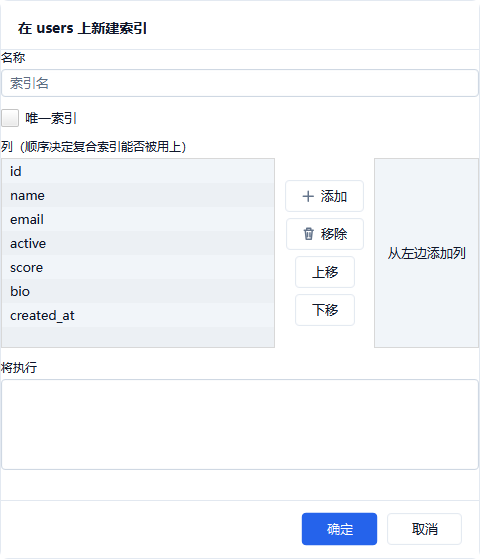 在 users 上新建索引
名称
索引名
唯一索引
列（顺序决定复合索引能否被用上）
id
name
email
active
score
bio
created_at
添加
移除
上移
下移
从左边添加列
将执行
确定
取消